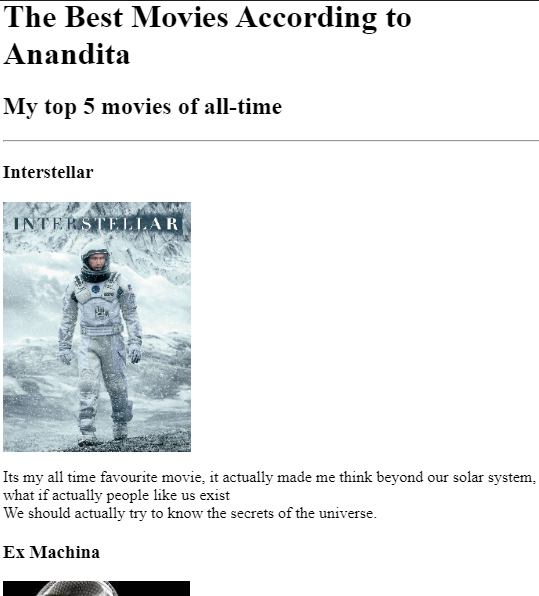 The Best Movies According to
Anandita
My top 5 movies of all-time
Interstellar
INTERSTELLAR
Its my all time favourite movie, it actually made me think beyond our solar system,
what if actually people like us exist
We should actually try to know the secrets of the universe.
Ex Machina